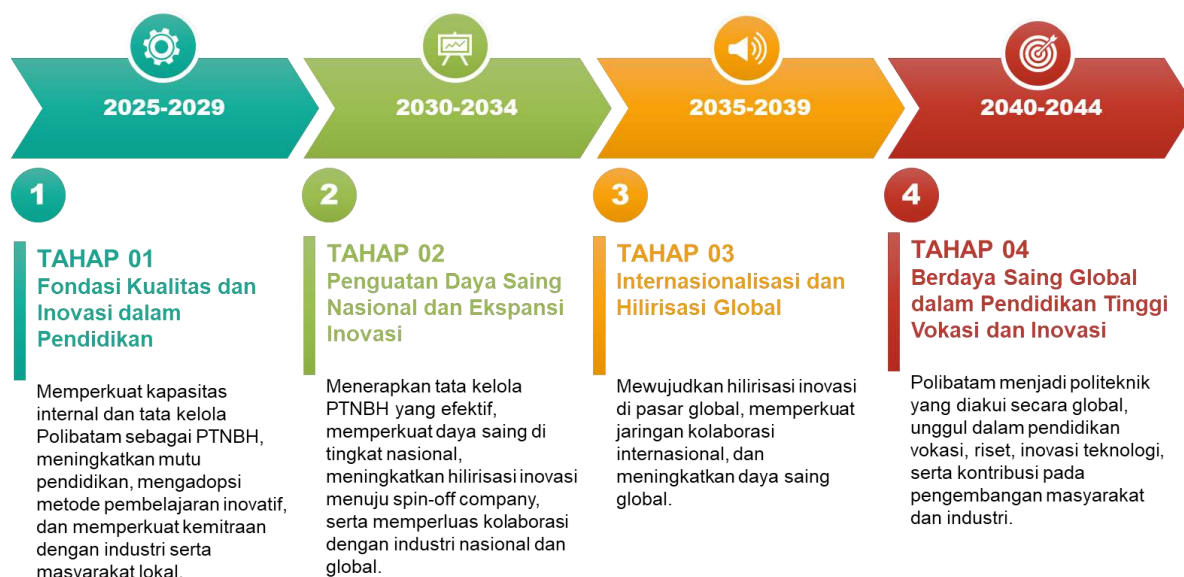 2025-2029
2030-2034
2035-2039
2040-2044
1
2
3
4
TAHAP 01
Fondasi Kualitas dan
Inovasi dalam
Pendidikan
Memperkuat kapasitas
internal dan tata kelola
Polibatam sebagai PTNBH,
meningkatkan mutu
pendidikan, mengadopsi
metode pembelajaran inovatif,
dan memperkuat kemitraan
dengan industri serta
masyarakat lokal.
TAHAP 02
Penguatan Daya Saing
Nasional dan Ekspansi
Inovasi
Menerapkan tata kelola
PTNBH yang efektif,
memperkuat daya saing di
tingkat nasional,
meningkatkan hilirisasi inovasi
menuju spin-off company,
serta memperluas kolaborasi
dengan industri nasional dan
global.
TAHAP 03
Internasionalisasi dan
Hilirisasi Global
Mewujudkan hilirisasi inovasi
di pasar global, memperkuat
jaringan kolaborasi
internasional, dan
meningkatkan daya saing
global.
TAHAP 04
Berdaya Saing Global
dalam Pendidikan Tinggi
Vokasi dan Inovasi
Polibatam menjadi politeknik
yang diakui secara global,
unggul dalam pendidikan
vokasi, riset, inovasi teknologi,
serta kontribusi pada
pengembangan masyarakat
dan industri.